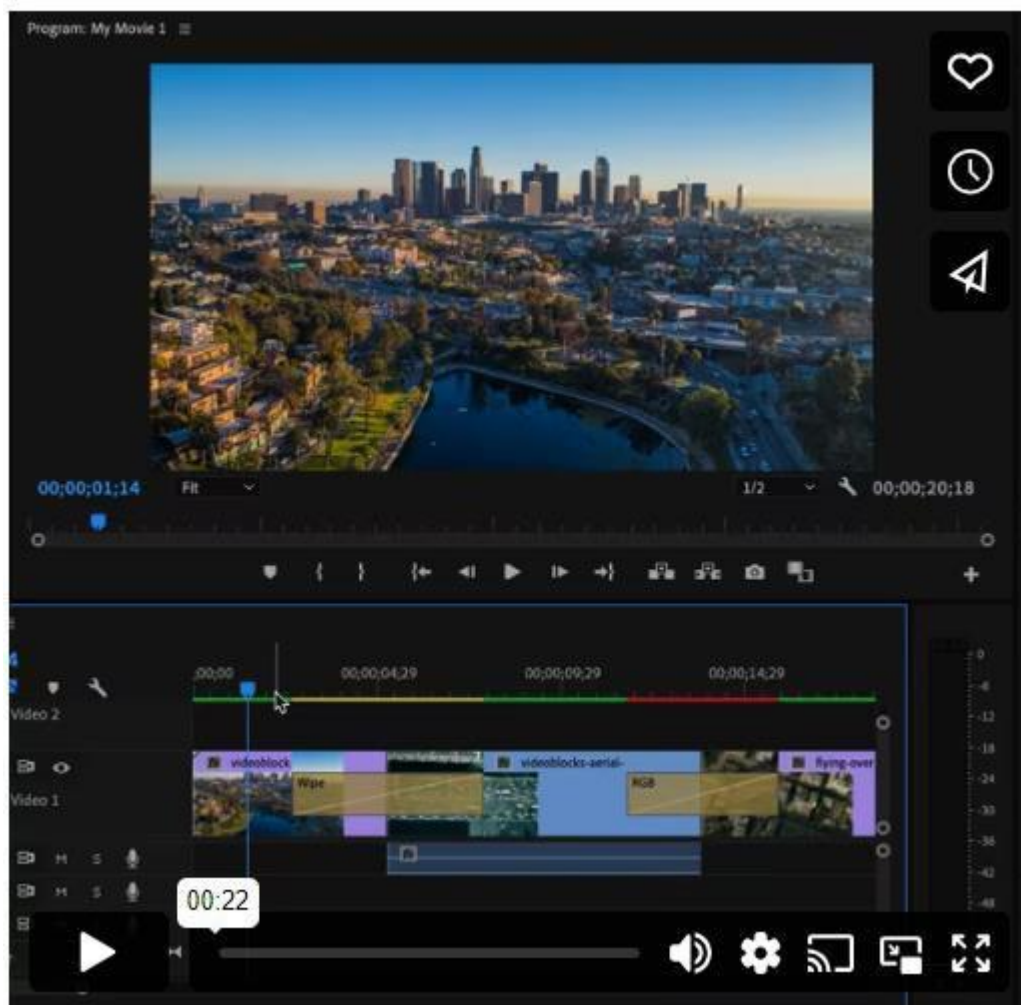 Program: My Movie 1
00;00;01;14 Fit 1/2 00;00;20;18
;00;00 00;00;04;29 00;00;09;29 00;00;14;29
Video 2
videoblock videoblocks-aerial- flying-over
Wipe RGB
Video 1
M S
M S
00:22
0
-6
-12
-18
-24
-30
-36
-42
-48